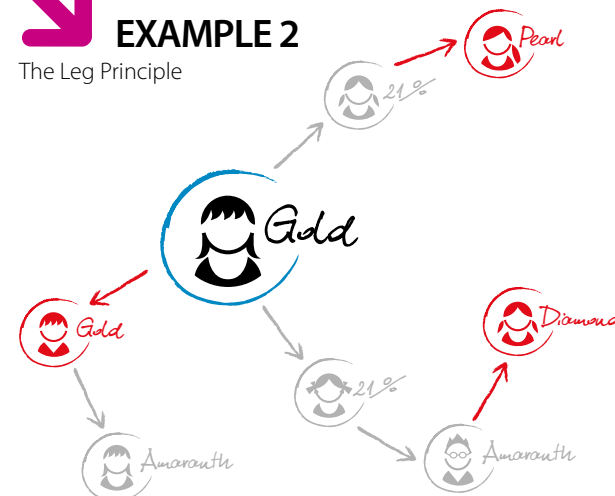 EXAMPLE 2
The Leg Principle
Pearl
21%
Gold
Gold
Diamond
21%
Amaranth
Amaranth